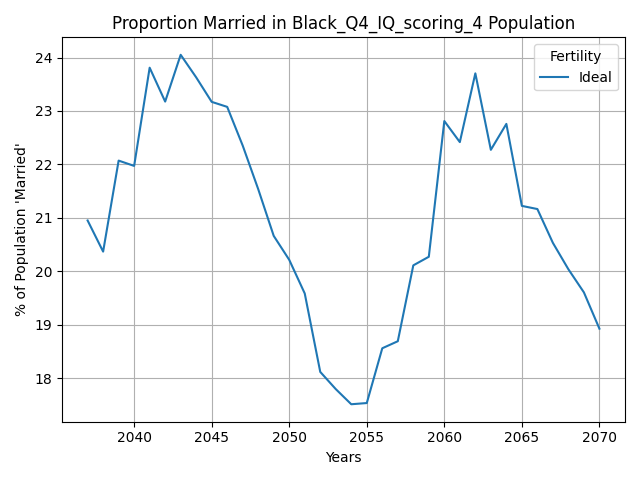 Proportion Married in Black_Q4_IQ_scoring_4 Population
Fertility
Ideal
% of Population 'Married'
24
23
22
21
20
19
18
2040
2045
2050
2055
2060
2065
2070
Years